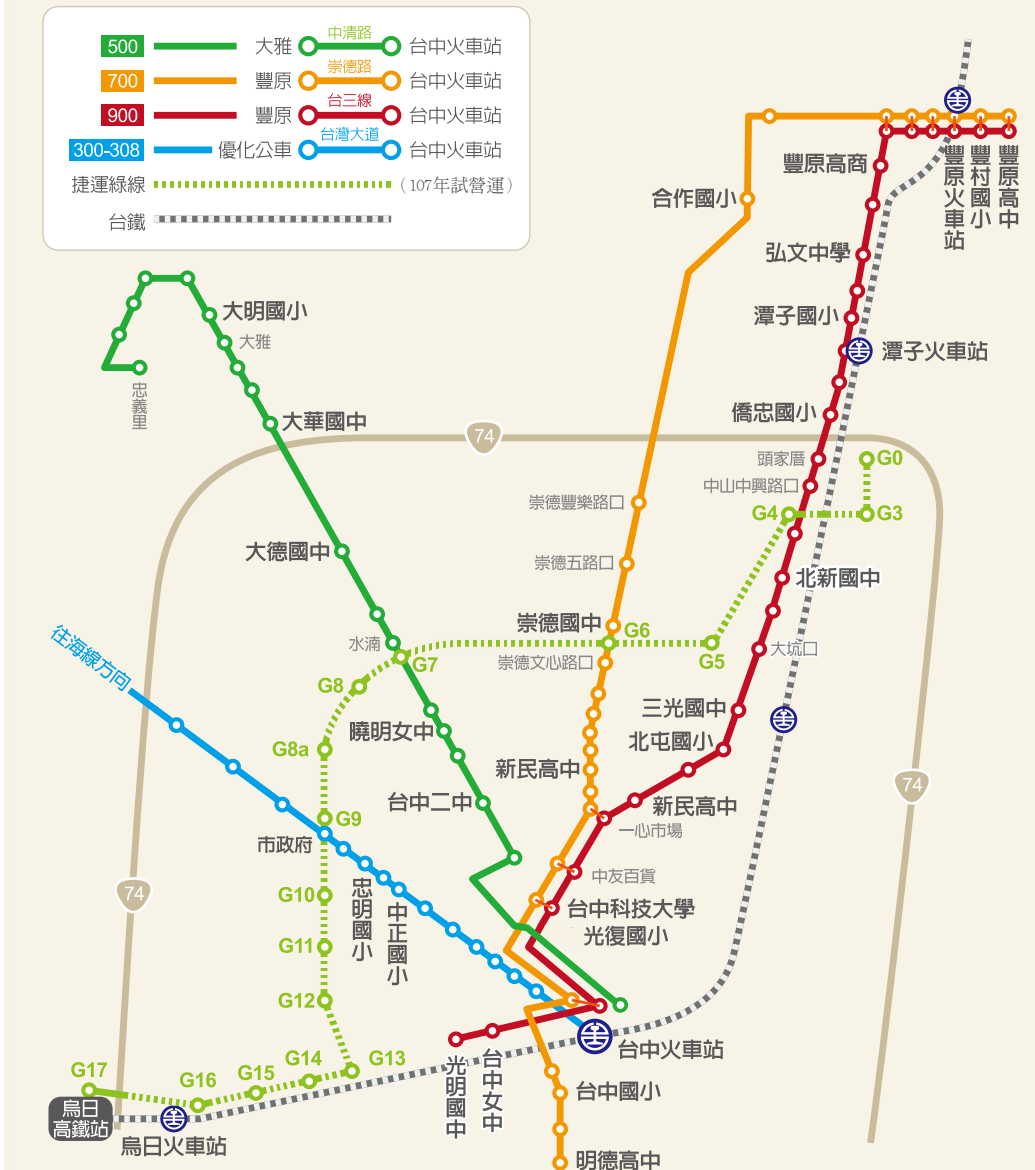 中清路
500 大雅 台中火車站
崇德路
700 豐原 台中火車站
台三線
900 豐原 台中火車站
台灣大道
300-308 優化公車 台中火車站
捷運綠線 （107年試營運）
台鐵
豐原高商
豐原火車站
豐村國小
豐原高中
合作國小
弘文中學
大明國小
潭子國小
大雅
潭子火車站
忠義里
僑忠國小
大華國中
74
頭家厝
G0
中山中興路口
崇德豐樂路口
G4
G3
大德國中
崇德五路口
北新國中
崇德國中
G6
往海線方向
水湳
G7
崇德文心路口
G5
大坑口
G8
三光國中
曉明女中
北屯國小
G8a
新民高中
74
台中二中
新民高中
G9
一心市場
市政府
中友百貨
74
G10
忠明國小
中正國小
台中科技大學
光復國小
G11
G12
台中火車站
G17
G16
G15
G14
G13
光明國中
台中女中
台中國小
烏日
高鐵站
烏日火車站
明德高中